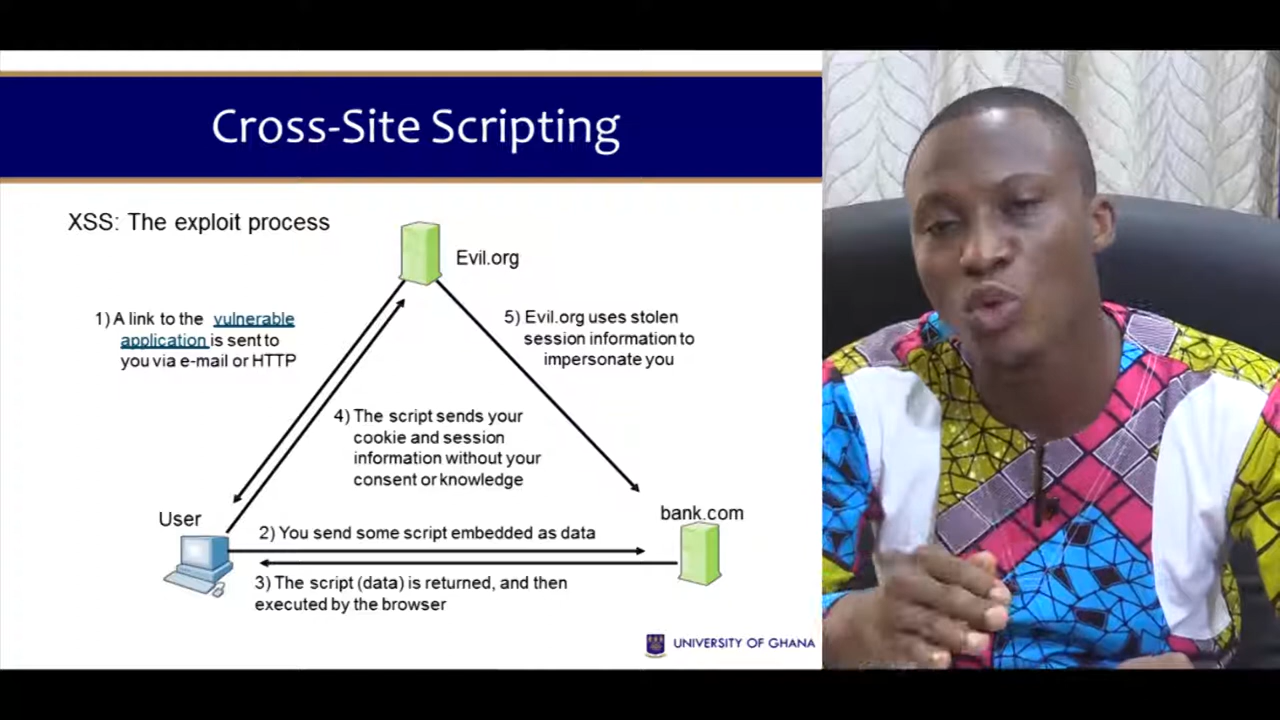 Cross-Site Scripting
XSS: The exploit process
Evil.org
1) A link to the vulnerable
application is sent to
you via e-mail or HTTP
5) Evil.org uses stolen
session information to
impersonate you
4) The script sends your
cookie and session
information without your
consent or knowledge
User
bank.com
2) You send some script embedded as data
3) The script (data) is returned, and then
executed by the browser
UNIVERSITY OF GHANA